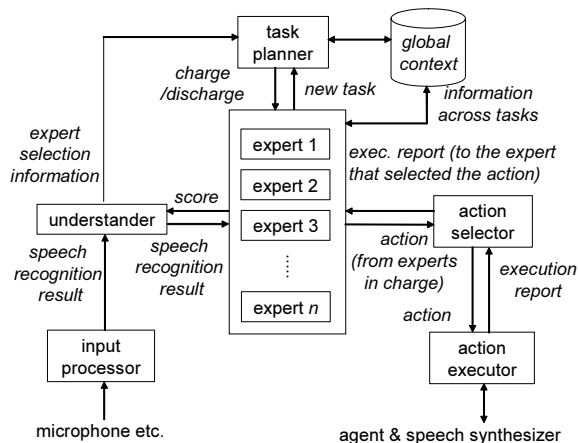 task
planner
global
context
charge
/discharge
new task
information
across tasks
expert
selection
information
expert 1
expert 2
expert 3
......
expert n
exec. report (to the expert
that selected the action)
score
understander
speech
recognition
result
speech
recognition
result
action
selector
action
(from experts
in charge)
execution
report
action
input
processor
action
executor
microphone etc.
agent & speech synthesizer